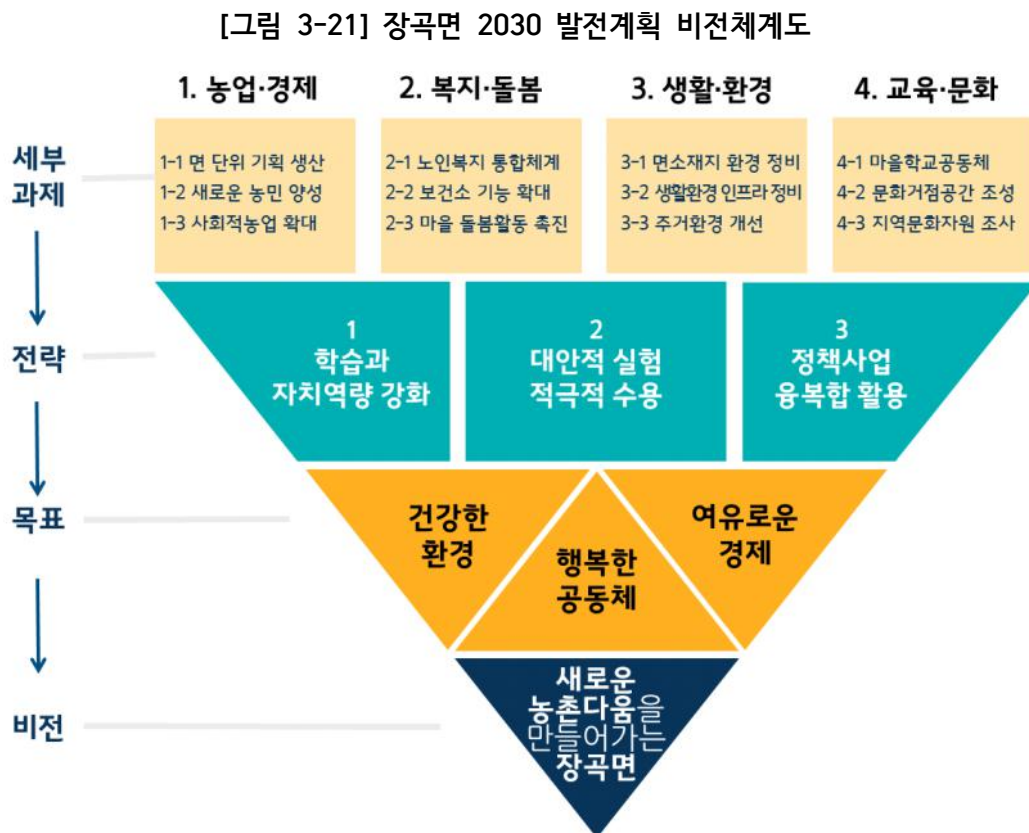 [그림 3-21] 장곡면 2030 발전계획 비전체계도
1. 농업·경제
2. 복지·돌봄
3. 생활·환경
4. 교육·문화
세부
과제
1-1 면 단위 기획 생산
1-2 새로운 농민 양성
1-3 사회적농업 확대
2-1 노인복지 통합체계
2-2 보건소 기능 확대
2-3 마을 돌봄활동 촉진
3-1 면소재지 환경 정비
3-2 생활환경 인프라 정비
3-3 주거환경 개선
4-1 마을학교공동체
4-2 문화거점공간 조성
4-3 지역문화자원 조사
전략
1
학습과
자치역량 강화
2
대안적 실험
적극적 수용
3
정책사업
융복합 활용
목표
건강한
환경
행복한
공동체
여유로운
경제
비전
새로운
농촌다움을
만들어가는
장곡면